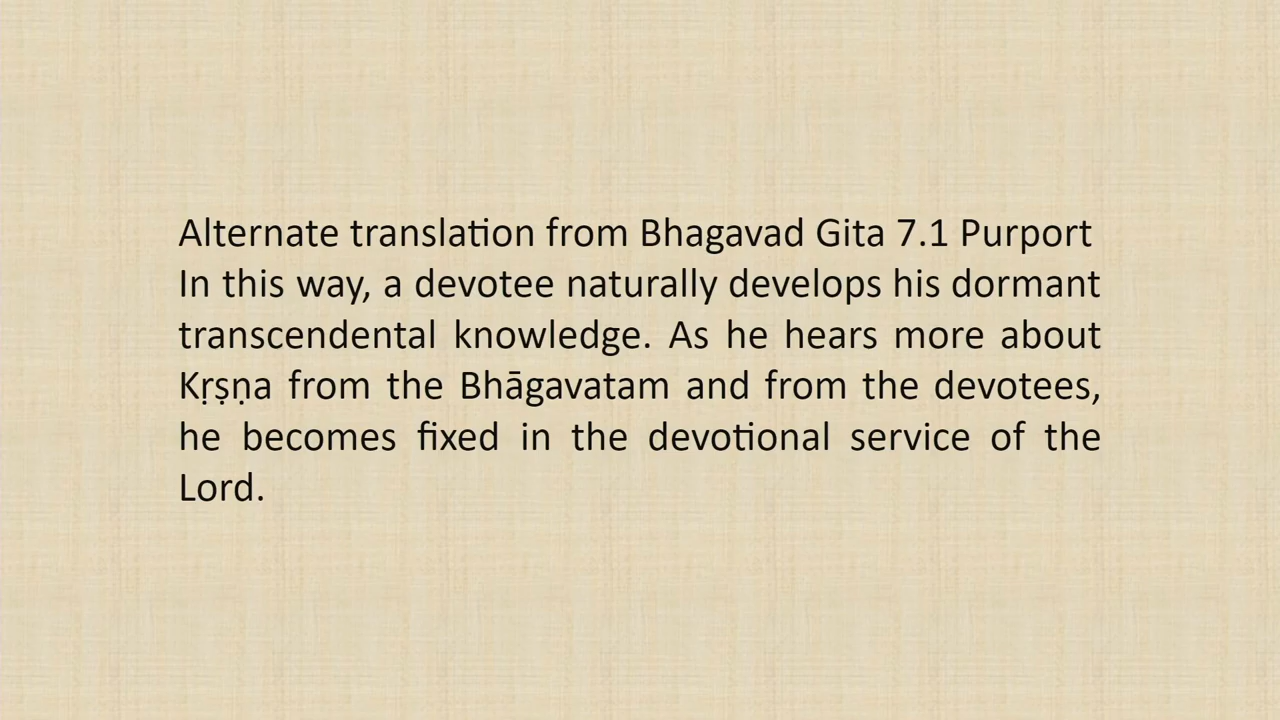 Alternate translation from Bhagavad Gita 7.1 Purport
In this way, a devotee naturally develops his dormant
transcendental knowledge. As he hears more about
Kṛṣṇa from the Bhāgavatam and from the devotees,
he becomes fixed in the devotional service of the
Lord.